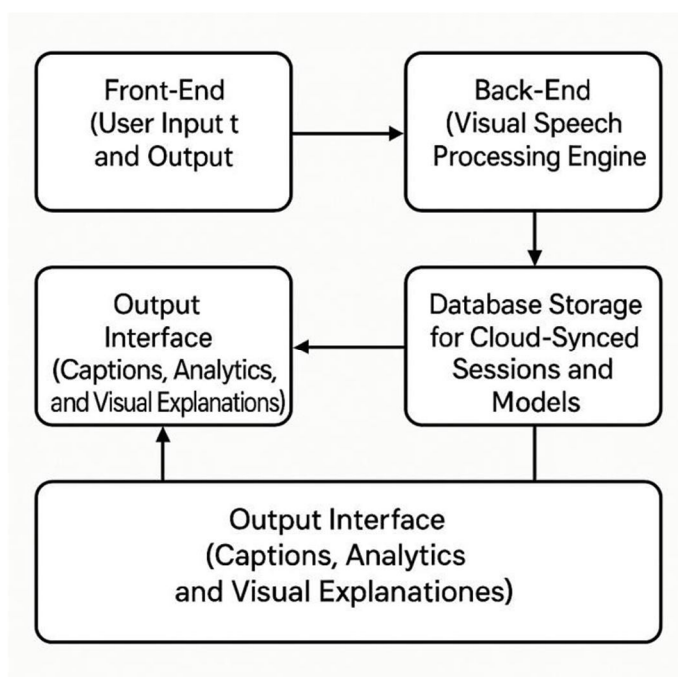 Front-End
(User Input t
and Output
Back-End
(Visual Speech
Processing Engine
Output
Interface
(Captions, Analytics,
and Visual Explanations)
Database Storage
for Cloud-Synced
Sessions and
Models
Output Interface
(Captions, Analytics
and Visual Explanationes)